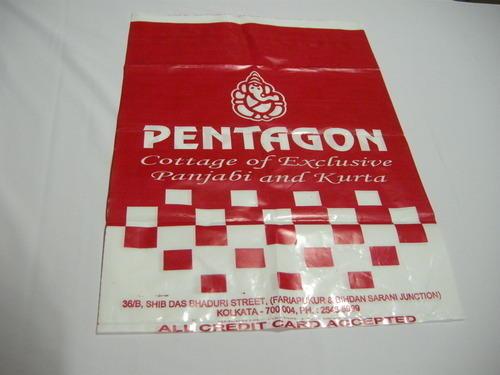 PENTAGON
Cottage of Exclusive
Panjabi and Kurta
36/B, SHIB DAS BHADURI STREET, (FARIAPUKUR & BIHDAN SARANI JUNCTION)
KOLKATA - 700 004, PH.:
ALL CREDIT CARD ACCEPTED